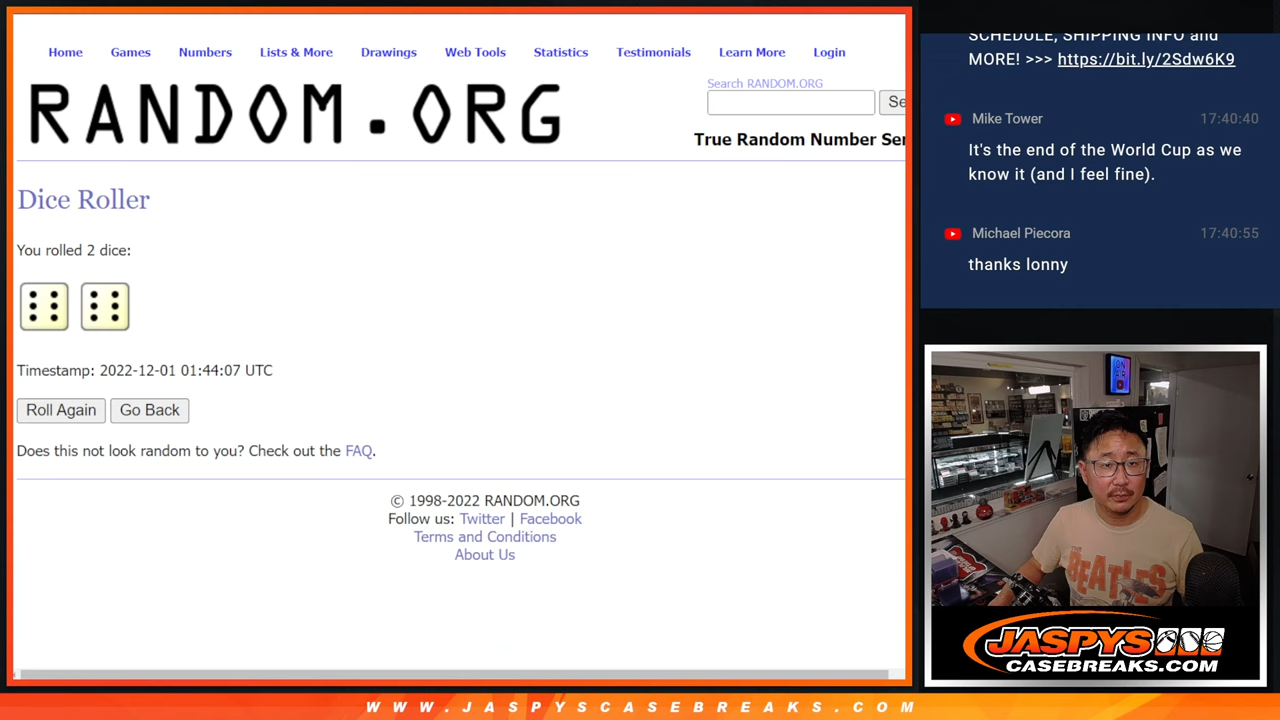 Home Games Numbers Lists & More Drawings Web Tools Statistics Testimonials Learn More Login
RANDOM.ORG
Search RANDOM.ORG
Se
True Random Number Ser
Dice Roller
You rolled 2 dice:
Timestamp: 2022-12-01 01:44:07 UTC
Roll Again Go Back
Does this not look random to you? Check out the FAQ.
© 1998-2022 RANDOM.ORG
Follow us: Twitter | Facebook
Terms and Conditions
About Us
SCHEDULE, SHIPPING INFO and
MORE! >>> https://bit.ly/2Sdw6K9
Mike Tower 17:40:40
It's the end of the World Cup as we
know it (and I feel fine).
Michael Piecora 17:40:55
thanks lonny
ON
AIR
THE
BEATLES
JASPYS
CASEBREAKS.COM
WWW.JASPYSCASEBREAKS.COM